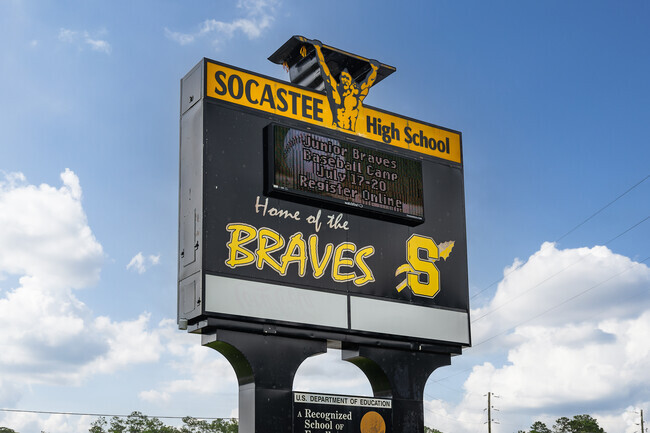 SOCASTEE High School
Junior Braves
Baseball Camp
July 17-20
Register Online
Home of the
BRAVES
S
U.S. DEPARTMENT OF EDUCATION
A Recognized
School of